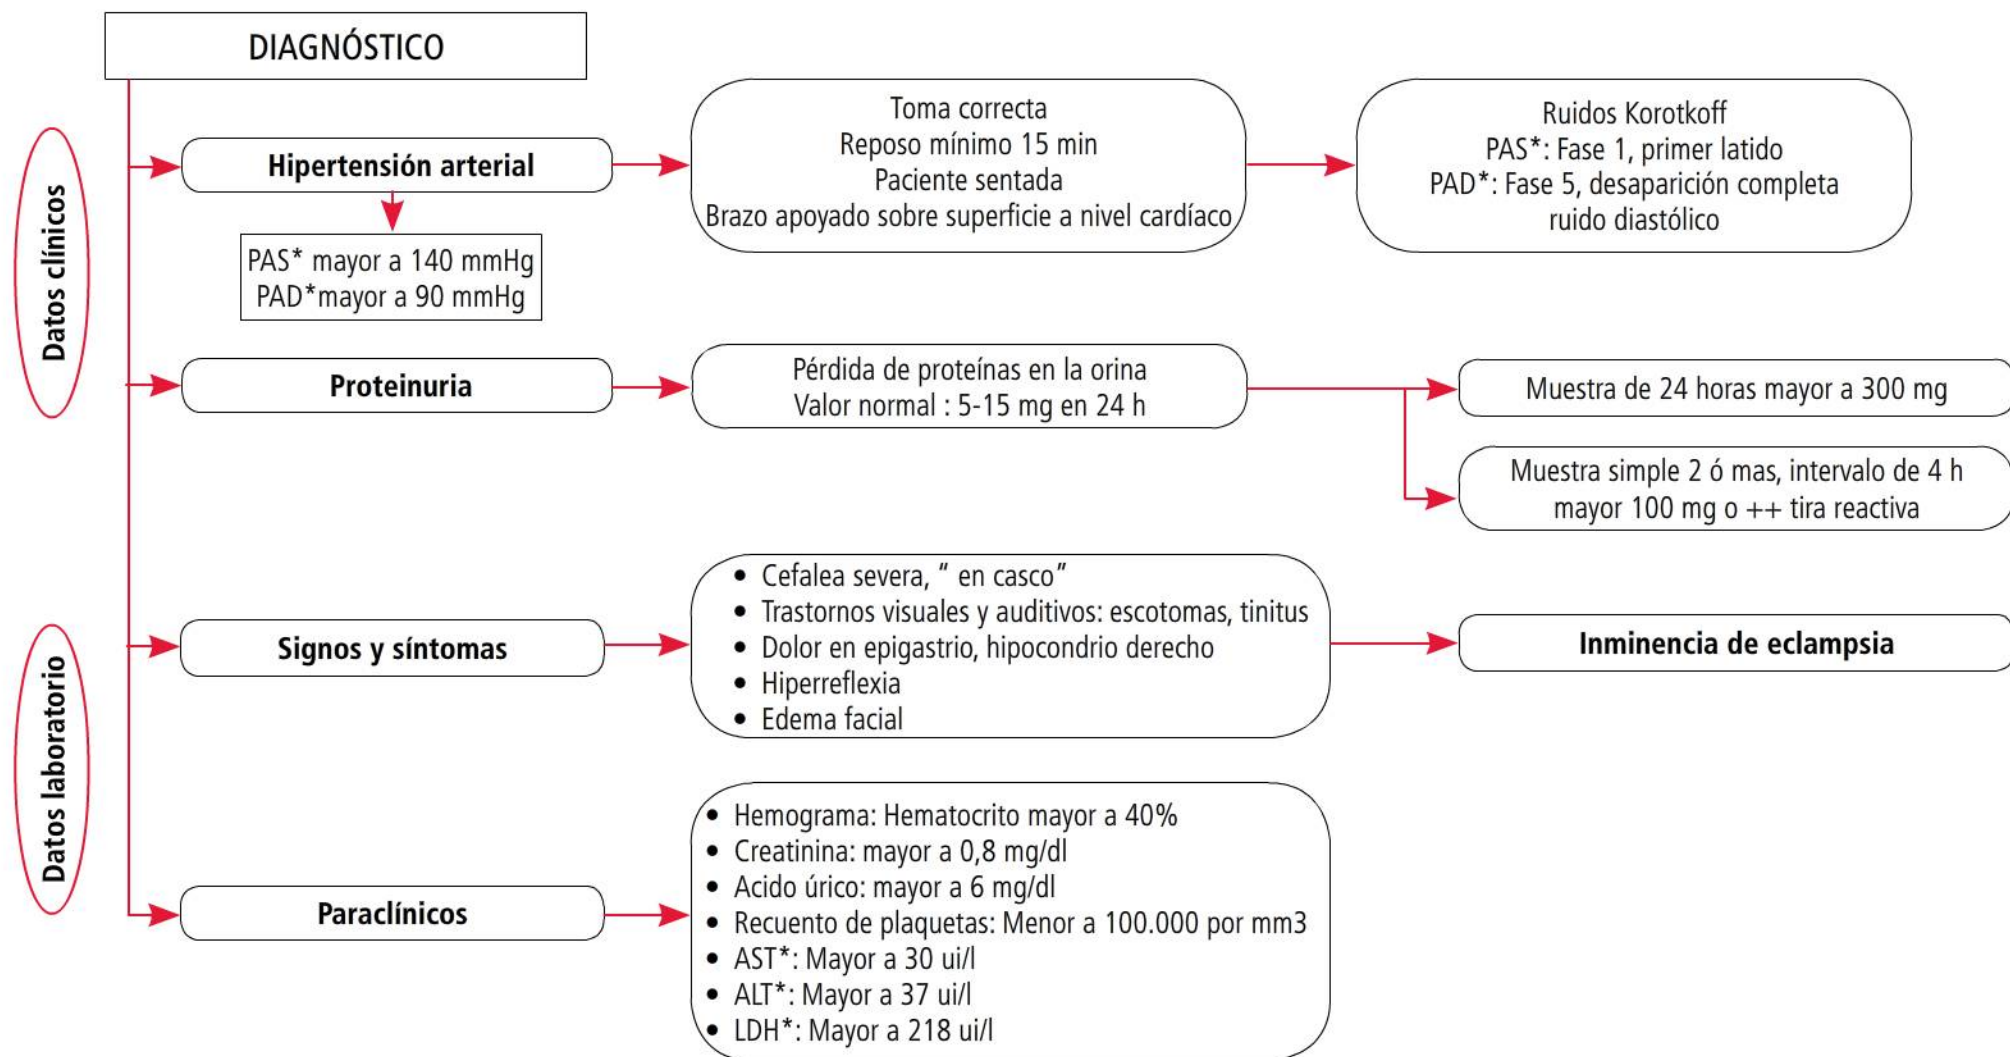 DIAGNÓSTICO
Datos clínicos
Hipertensión arterial
PAS* mayor a 140 mmHg
PAD*mayor a 90 mmHg
Toma correcta
Reposo mínimo 15 min
Paciente sentada
Brazo apoyado sobre superficie a nivel cardíaco
Ruidos Korotkoff
PAS*: Fase 1, primer latido
PAD*: Fase 5, desaparición completa
ruido diastólico
Proteinuria
Pérdida de proteínas en la orina
Valor normal : 5-15 mg en 24 h
Muestra de 24 horas mayor a 300 mg
Muestra simple 2 ó mas, intervalo de 4 h
mayor 100 mg o ++ tira reactiva
Datos laboratorio
Signos y síntomas
• Cefalea severa, “ en casco”
• Trastornos visuales y auditivos: escotomas, tinitus
• Dolor en epigastrio, hipocondrio derecho
• Hiperreflexia
• Edema facial
Inminencia de eclampsia
Paraclínicos
• Hemograma: Hematocrito mayor a 40%
• Creatinina: mayor a 0,8 mg/dl
• Acido úrico: mayor a 6 mg/dl
• Recuento de plaquetas: Menor a 100.000 por mm3
• AST*: Mayor a 30 ui/l
• ALT*: Mayor a 37 ui/l
• LDH*: Mayor a 218 ui/l